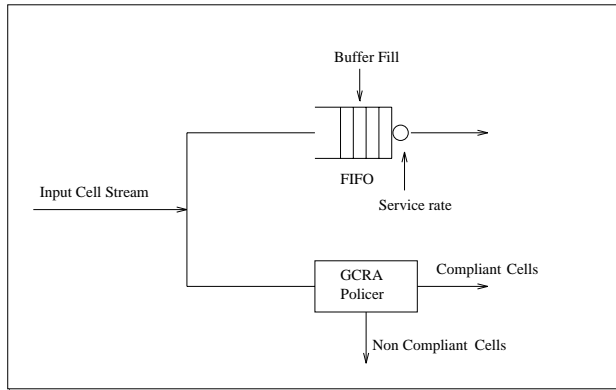 Buffer Fill
FIFO
Service rate
Input Cell Stream
GCRA
Policer
Compliant Cells
Non Compliant Cells